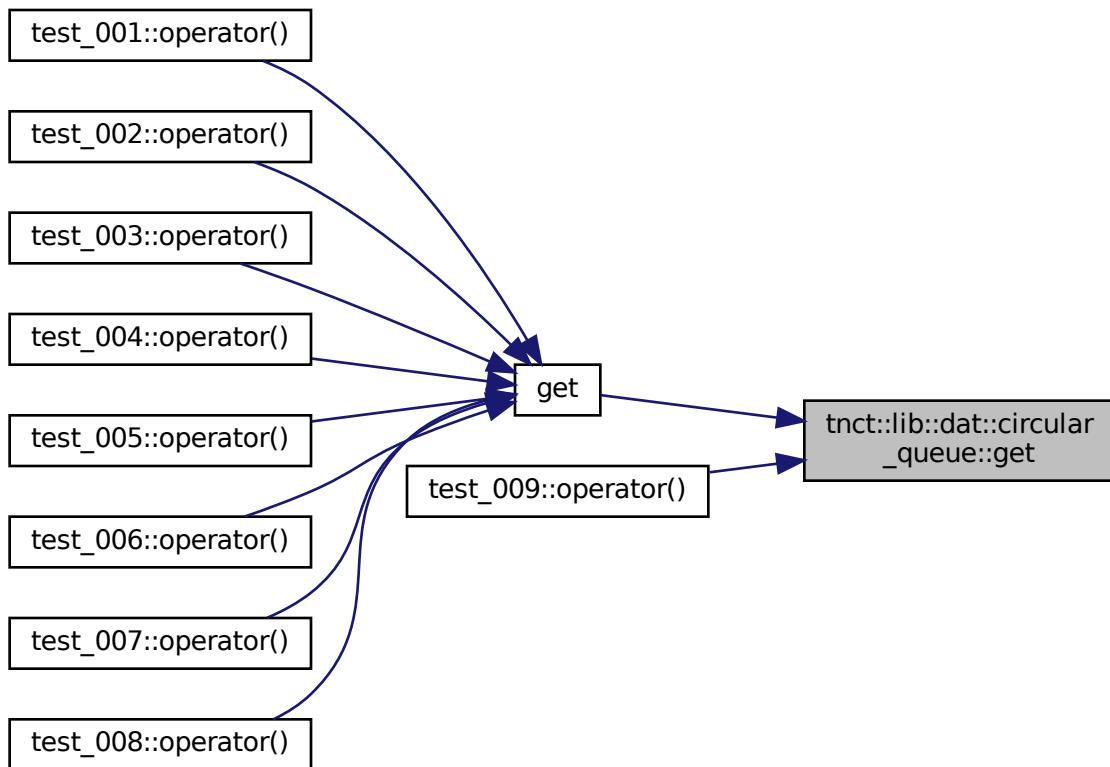 test_001::operator()
test_002::operator()
test_003::operator()
test_004::operator()
test_005::operator()
test_006::operator()
test_007::operator()
test_008::operator()
get
test_009::operator()
tnct::lib::dat::circular
_queue::get